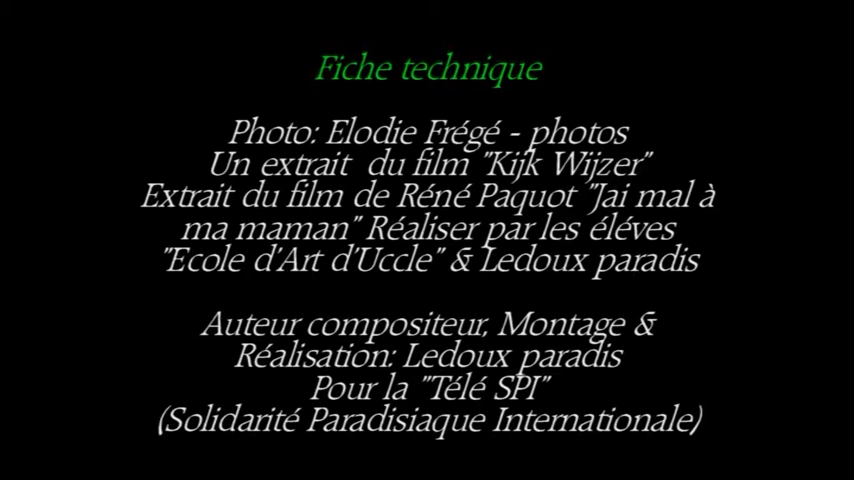 Fiche technique
Photo: Elodie Frégé - photos
Un extrait du film "Kijk Wijzer"
Extrait du film de Réné Paquot "Jai mal à
ma maman" Réaliser par les éléves
"Ecole d'Art d'Uccle" & Ledoux paradis
Auteur compositeur, Montage &
Réalisation: Ledoux paradis
Pour la "Télé SPI"
(Solidarité Paradisiaque Internationale)